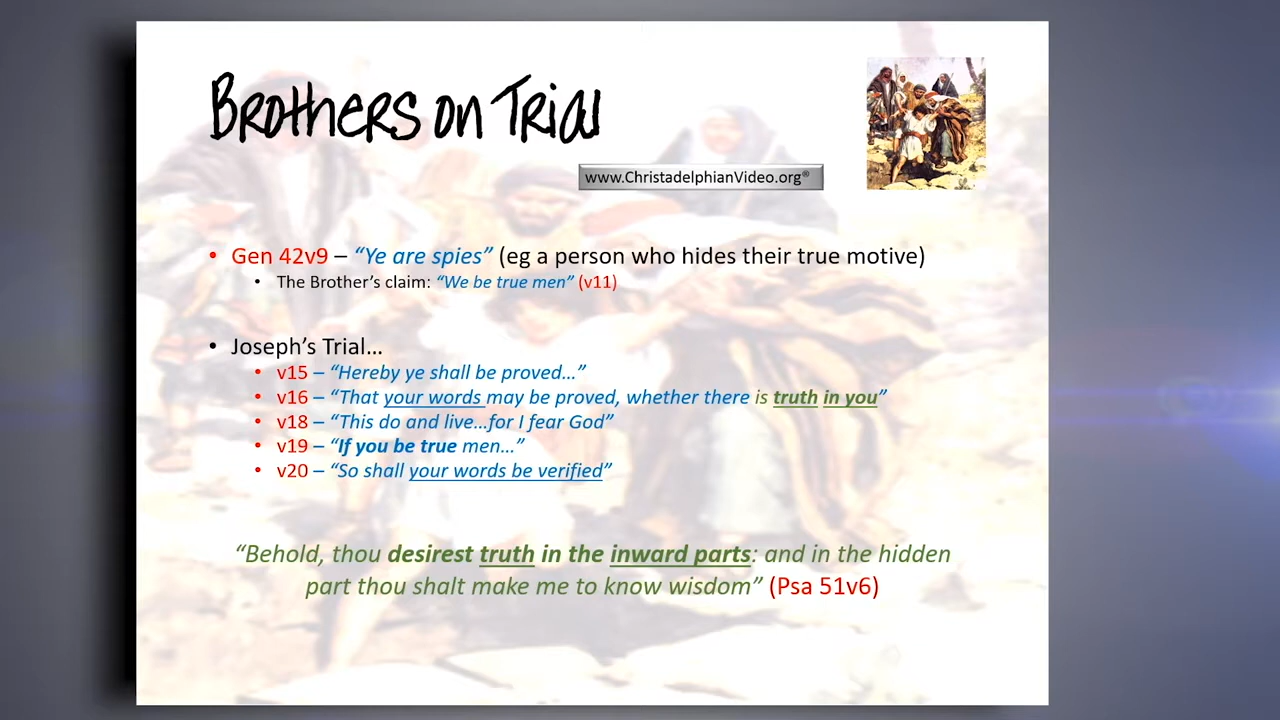 Brothers on Trial
www.ChristadelphianVideo.org®
• Gen 42v9 – “Ye are spies” (eg a person who hides their true motive)
• The Brother’s claim: “We be true men” (v11)
• Joseph’s Trial…
• v15 – “Hereby ye shall be proved…”
• v16 – “That your words may be proved, whether there is truth in you”
• v18 – “This do and live…for I fear God”
• v19 – “If you be true men…”
• v20 – “So shall your words be verified”
“Behold, thou desirest truth in the inward parts: and in the hidden
part thou shalt make me to know wisdom” (Psa 51v6)